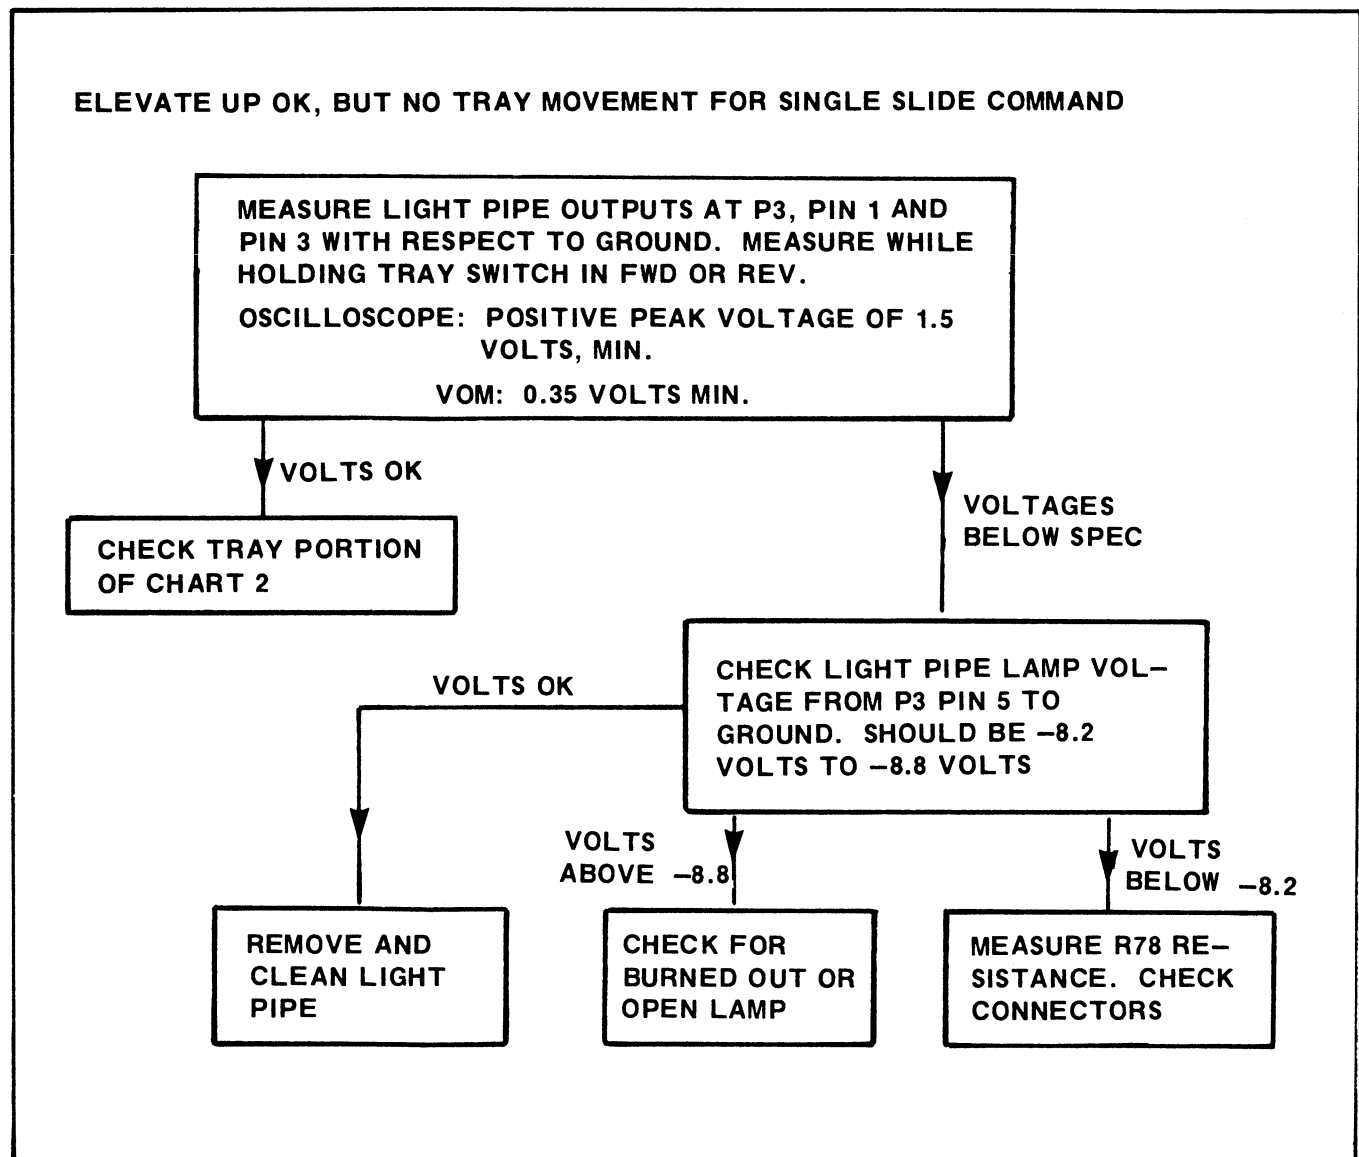 ELEVATE UP OK, BUT NO TRAY MOVEMENT FOR SINGLE SLIDE COMMAND
MEASURE LIGHT PIPE OUTPUTS AT P3, PIN 1 AND
PIN 3 WITH RESPECT TO GROUND. MEASURE WHILE
HOLDING TRAY SWITCH IN FWD OR REV.
OSCILLOSCOPE: POSITIVE PEAK VOLTAGE OF 1.5
VOLTS, MIN.
VOM: 0.35 VOLTS MIN.
VOLTS OK
VOLTAGES
BELOW SPEC
CHECK TRAY PORTION
OF CHART 2
CHECK LIGHT PIPE LAMP VOL–
TAGE FROM P3 PIN 5 TO
GROUND. SHOULD BE –8.2
VOLTS TO –8.8 VOLTS
VOLTS OK
VOLTS
ABOVE –8.8
VOLTS
BELOW –8.2
REMOVE AND
CLEAN LIGHT
PIPE
CHECK FOR
BURNED OUT OR
OPEN LAMP
MEASURE R78 RE–
SISTANCE. CHECK
CONNECTORS